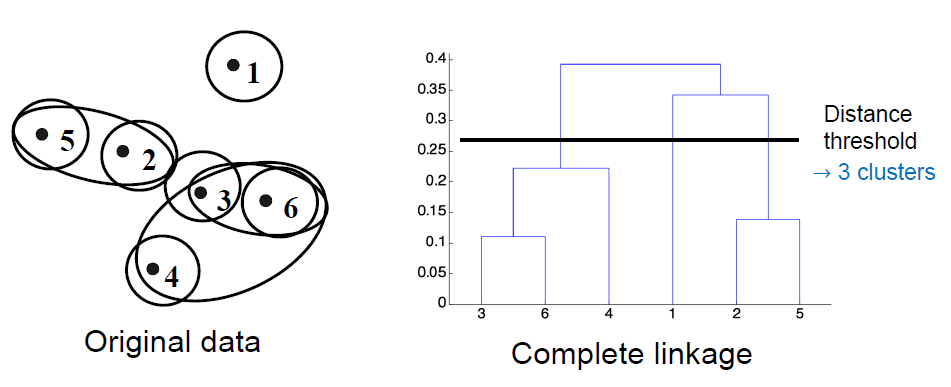 1
5
2
3
6
4
Original data
0.4
0.35
0.3
0.25
0.2
0.15
0.1
0.05
0
3 6 4 1 2 5
Complete linkage
Distance
threshold
→ 3 clusters